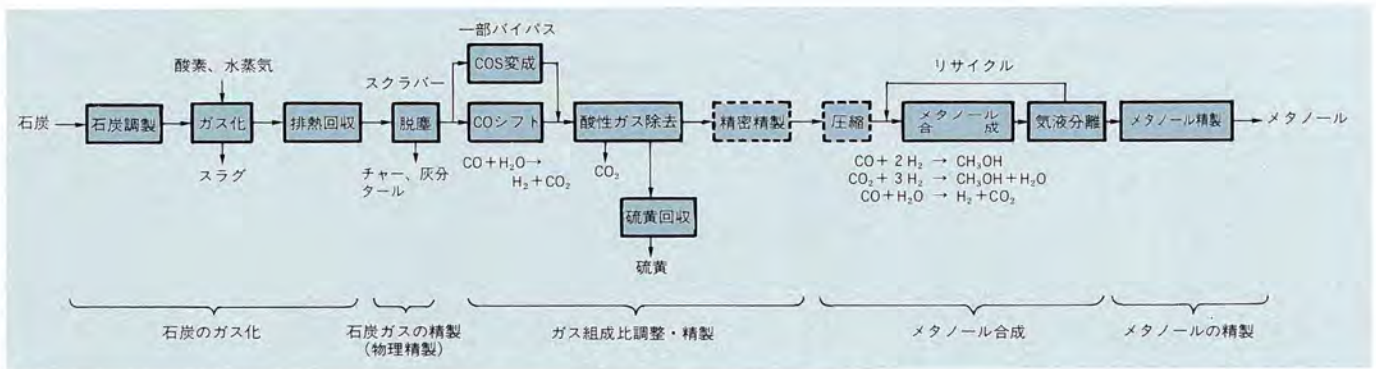 一部バイパス
酸素、水蒸気
スクラバー
COS変成
リサイクル
石炭
石炭調製
ガス化
排熱回収
脱塵
COシフト
酸性ガス除去
精密精製
圧縮
メタノール
合成
気液分離
メタノール精製
メタノール
スラグ
チャー、灰分
タール
CO+H₂O→
H₂+CO₂
CO₂
CO+2H₂ → CH₃OH
CO₂+3H₂ → CH₃OH+H₂O
CO+H₂O → H₂+CO₂
硫黄回収
硫黄
石炭のガス化
石炭ガスの精製
(物理精製)
ガス組成比調整・精製
メタノール合成
メタノールの精製